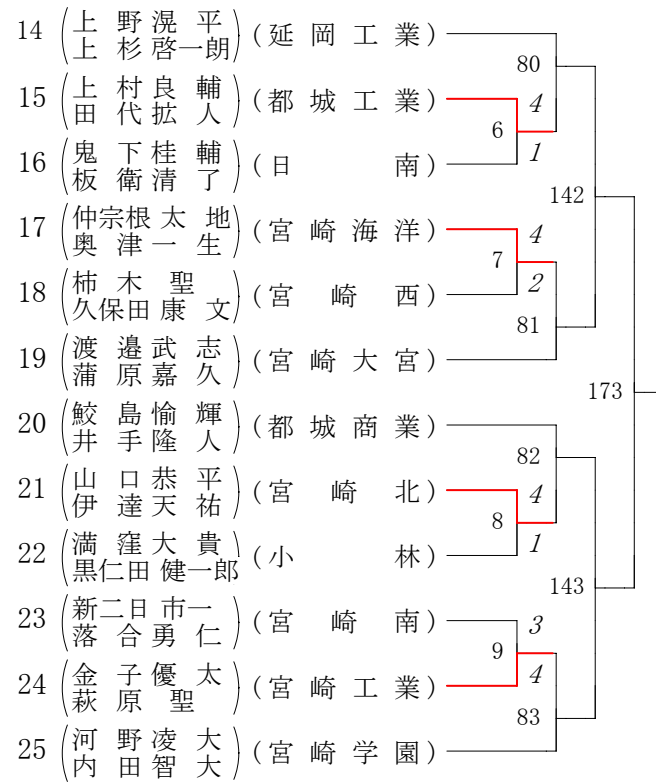 14 上野滉平 上杉啓一朗 (延岡工業)
80
15 上村良輔 田代拡人 (都城工業) 4
6
16 鬼下桂輔 板衛清了 (日南) 1
142
17 仲宗根太地 奥津一生 (宮崎海洋) 4
7
18 柿木聖 久保田康文 (宮崎西) 2
81
19 渡邉武志 蒲原嘉久 (宮崎大宮)
173
20 鮫島愉輝 井手隆人 (都城商業)
82
21 山口恭平 伊達天祐 (宮崎北) 4
8
22 満窪大貴 黒仁田健一郎 (小林) 1
143
23 新二日市一 落合勇仁 (宮崎南) 3
9
24 金子優太 萩原聖 (宮崎工業) 4
83
25 河野凌大 内田智大 (宮崎学園)